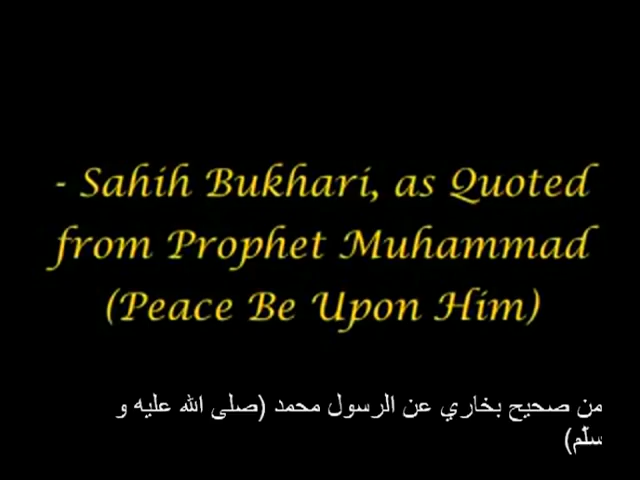 - Sahih Bukhari, as Quoted
from Prophet Muhammad
(Peace Be Upon Him)
من صحيح بخاري عن الرسول محمد (صلى الله عليه و
سلّم)